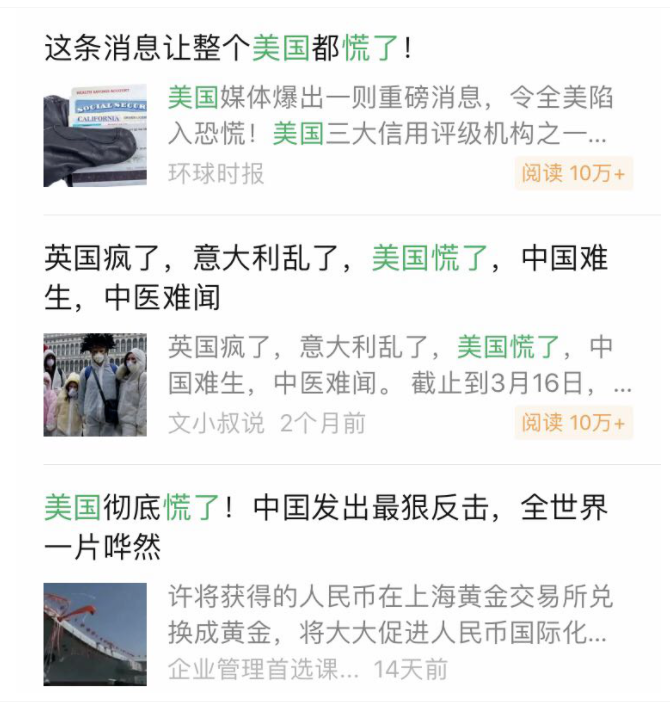 这条消息让整个美国都慌了！
美国媒体爆出一则重磅消息，令全美陷
入恐慌！美国三大信用评级机构之一...
环球时报
阅读 10万+
英国疯了，意大利乱了，美国慌了，中国难
生，中医难闻
英国疯了，意大利乱了，美国慌了，中
国难生，中医难闻。 截止到3月16日，...
文小叔说 2个月前
阅读 10万+
美国彻底慌了！中国发出最狠反击，全世界
一片哗然
许将获得的人民币在上海黄金交易所兑
换成黄金，将大大促进人民币国际化...
企业管理首选课... 14天前
SOCIAL SECUR
CALIFORNIA